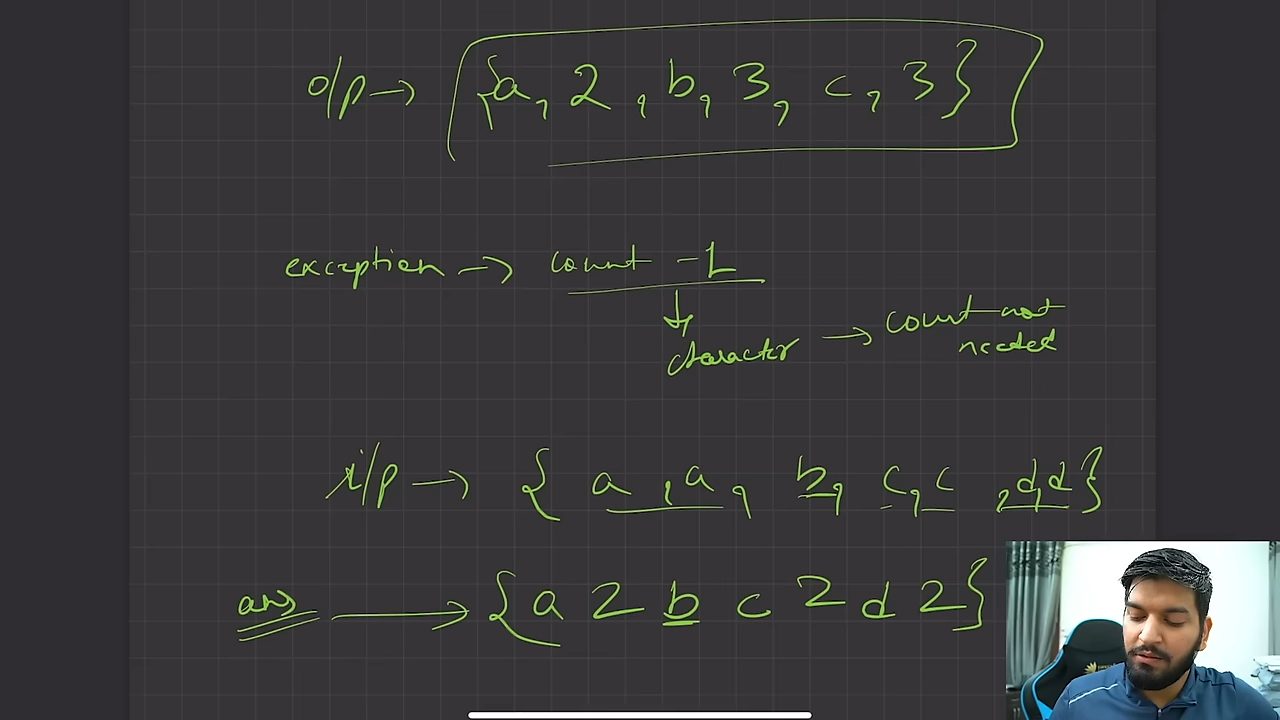 o/p → {a, 2, b, 3, c, 3}
exception → count - 1
↓
character → count not
needed
i/p → { a, a, b, c, c, d, d }
ans → {a 2 b c 2 d 2}